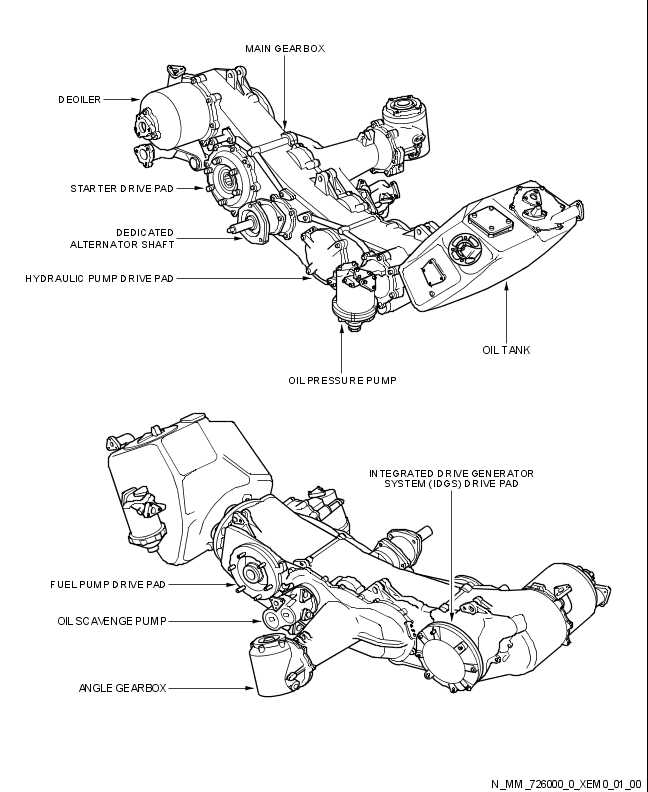 MAIN GEARBOX
DEOILER
STARTER DRIVE PAD
DEDICATED
ALTERNATOR SHAFT
HYDRAULIC PUMP DRIVE PAD
OIL TANK
OIL PRESSURE PUMP
INTEGRATED DRIVE GENERATOR
SYSTEM (IDGS) DRIVE PAD
FUEL PUMP DRIVE PAD
OIL SCAVENGE PUMP
ANGLE GEARBOX
N_MM_726000_0_XEM0_01_00